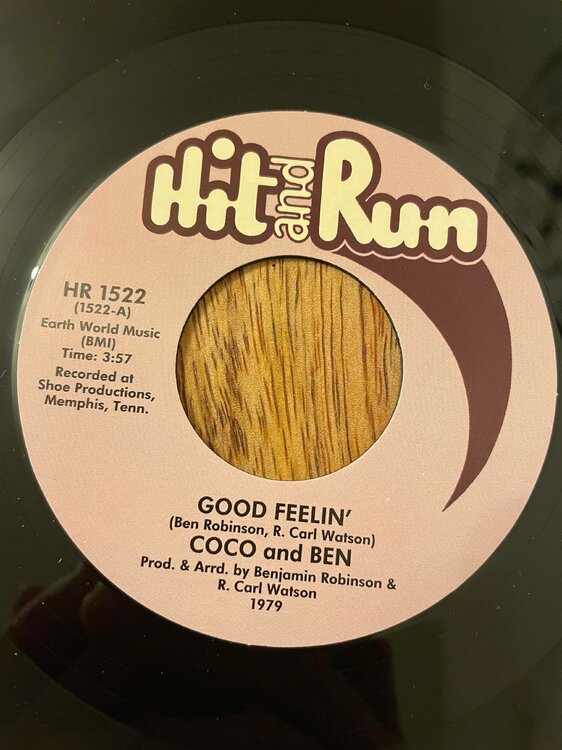 Hit and Run
HR 1522
(1522-A)
Earth World Music
(BMI)
Time: 3:57
Recorded at
Shoe Productions,
Memphis, Tenn.
GOOD FEELIN'
(Ben Robinson, R. Carl Watson)
COCO and BEN
Prod. & Arrd. by Benjamin Robinson &
R. Carl Watson
1979